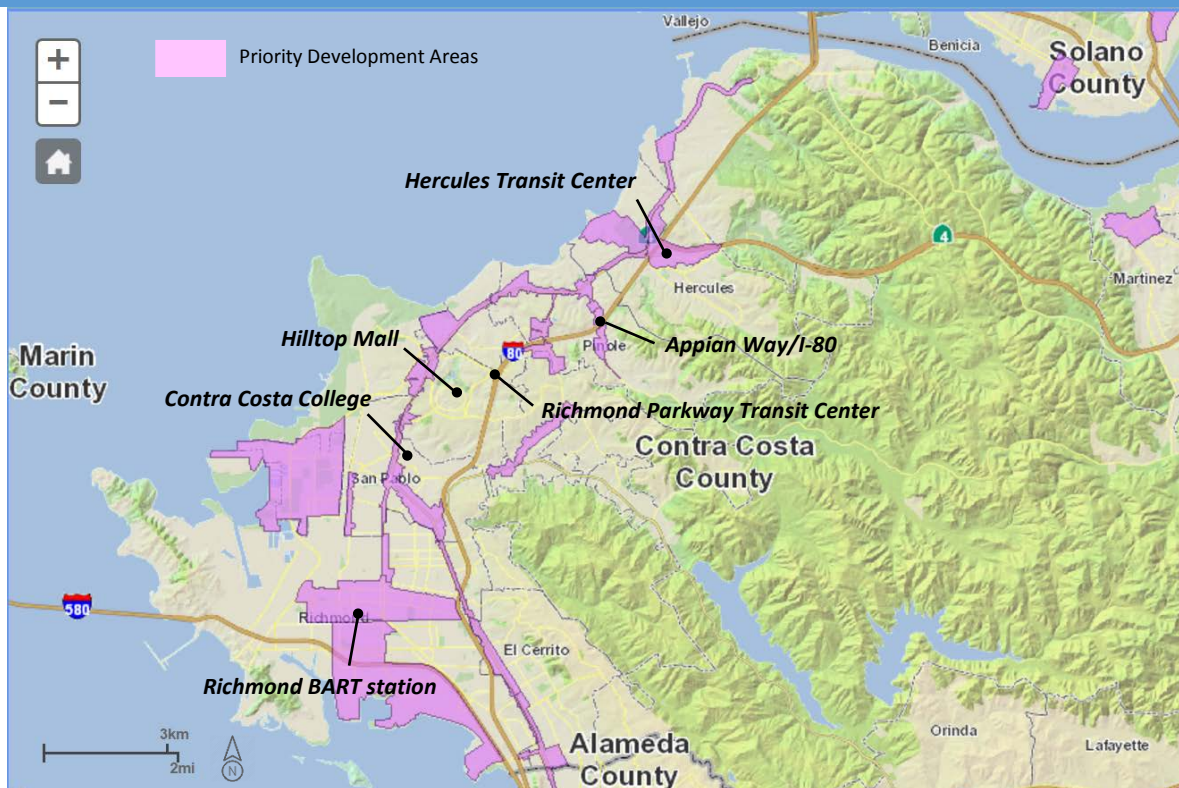 Vallejo
Benicia
Solano
County
+
−
Priority Development Areas
Hercules Transit Center
4
Martinez
Hercules
Hilltop Mall
80
Pinole
Appian Way/I-80
Marin
County
Contra Costa College
Richmond Parkway Transit Center
Contra Costa
County
San Pablo
580
Richmond
El Cerrito
Richmond BART station
3km
2mi
N
Alameda
County
Orinda
Lafayette